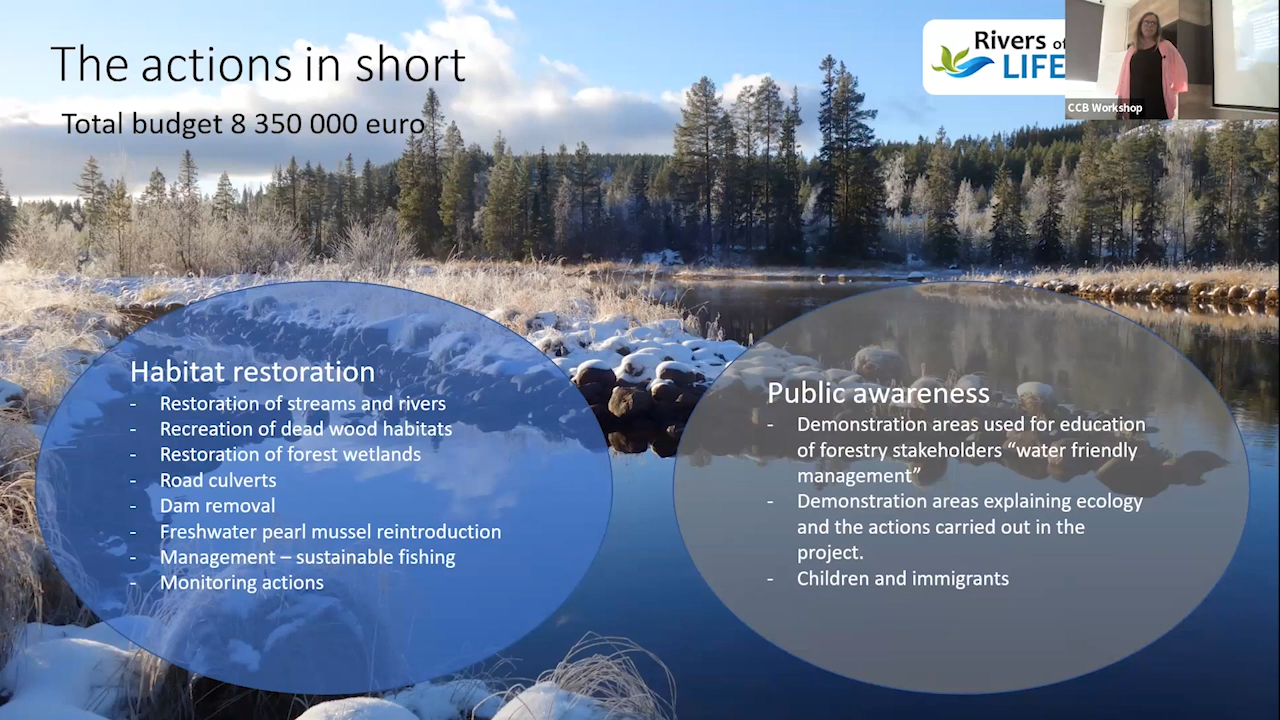 The actions in short
Total budget 8 350 000 euro
Rivers of
LIFE
CCB Workshop
Habitat restoration
- Restoration of streams and rivers
- Recreation of dead wood habitats
- Restoration of forest wetlands
- Road culverts
- Dam removal
- Freshwater pearl mussel reintroduction
- Management – sustainable fishing
- Monitoring actions
Public awareness
- Demonstration areas used for education
of forestry stakeholders “water friendly
management”
- Demonstration areas explaining ecology
and the actions carried out in the
project.
- Children and immigrants